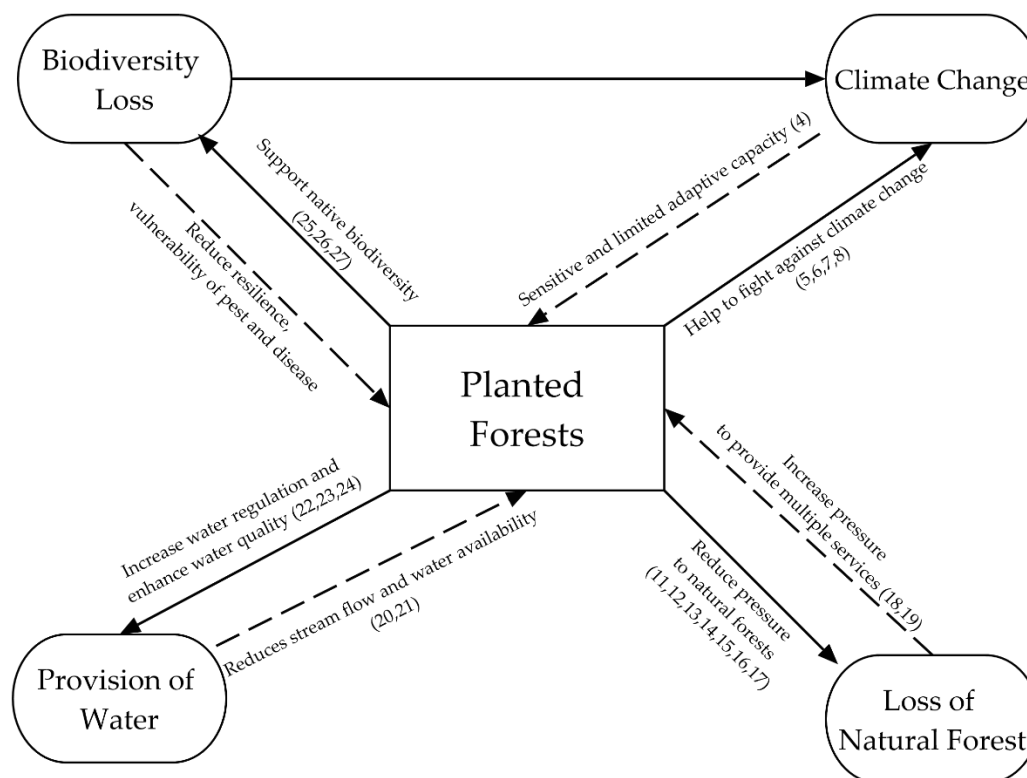 Biodiversity
Loss
Climate Change
Support native biodiversity
(25,26,27)
Sensitive and limited adaptive capacity (4)
Help to fight against climate change
(5,6,7,8)
Reduce resilience,
vulnerability of pest and disease
Planted
Forests
Increase water regulation and
enhance water quality (22,23,24)
Reduces stream flow and water availability
(20,21)
Increase pressure
to provide multiple services (18,19)
Reduce pressure
to natural forests
(11,12,13,14,15,16,17)
Provision of
Water
Loss of
Natural Forest